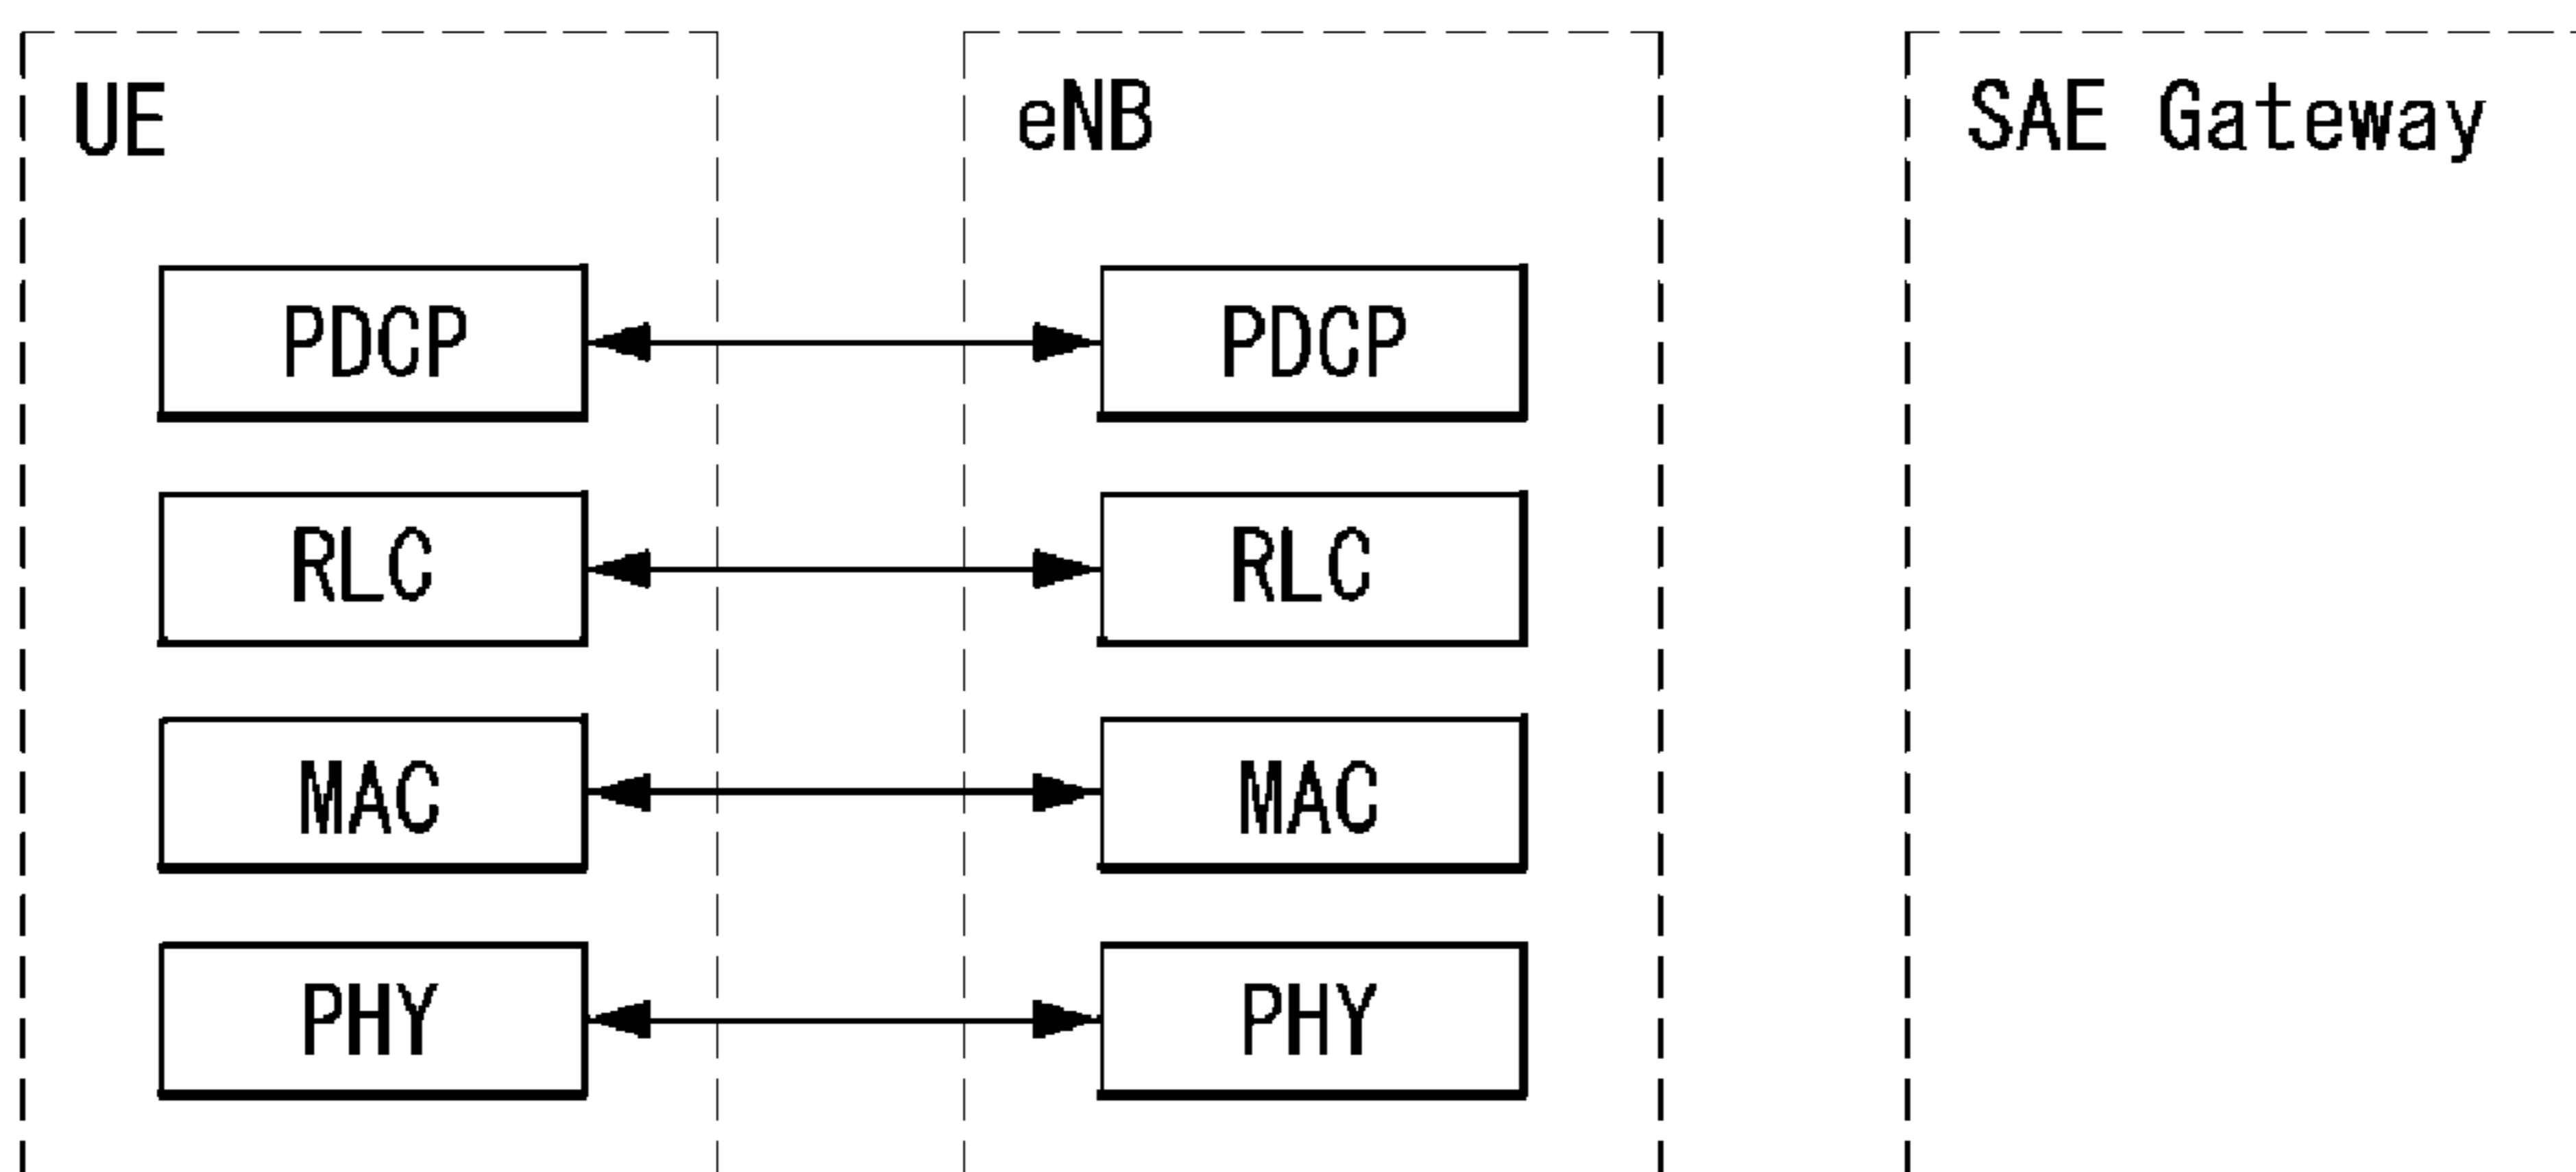 UE
eNB
SAE Gateway
PDCP
PDCP
RLC
RLC
MAC
MAC
PHY
PHY